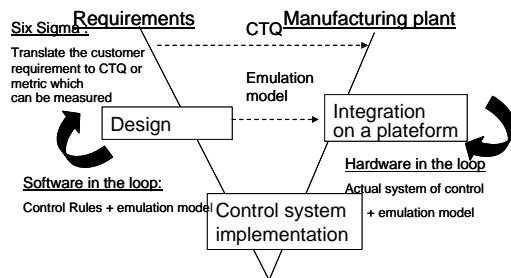 Requirements
Manufacturing plant
Six Sigma :
Translate the customer
requirement to CTQ or
metric which
can be measured
CTQ
Emulation
model
Design
Integration
on a plateform
Software in the loop:
Control Rules + emulation model
Hardware in the loop
Actual system of control
+ emulation model
Control system
implementation